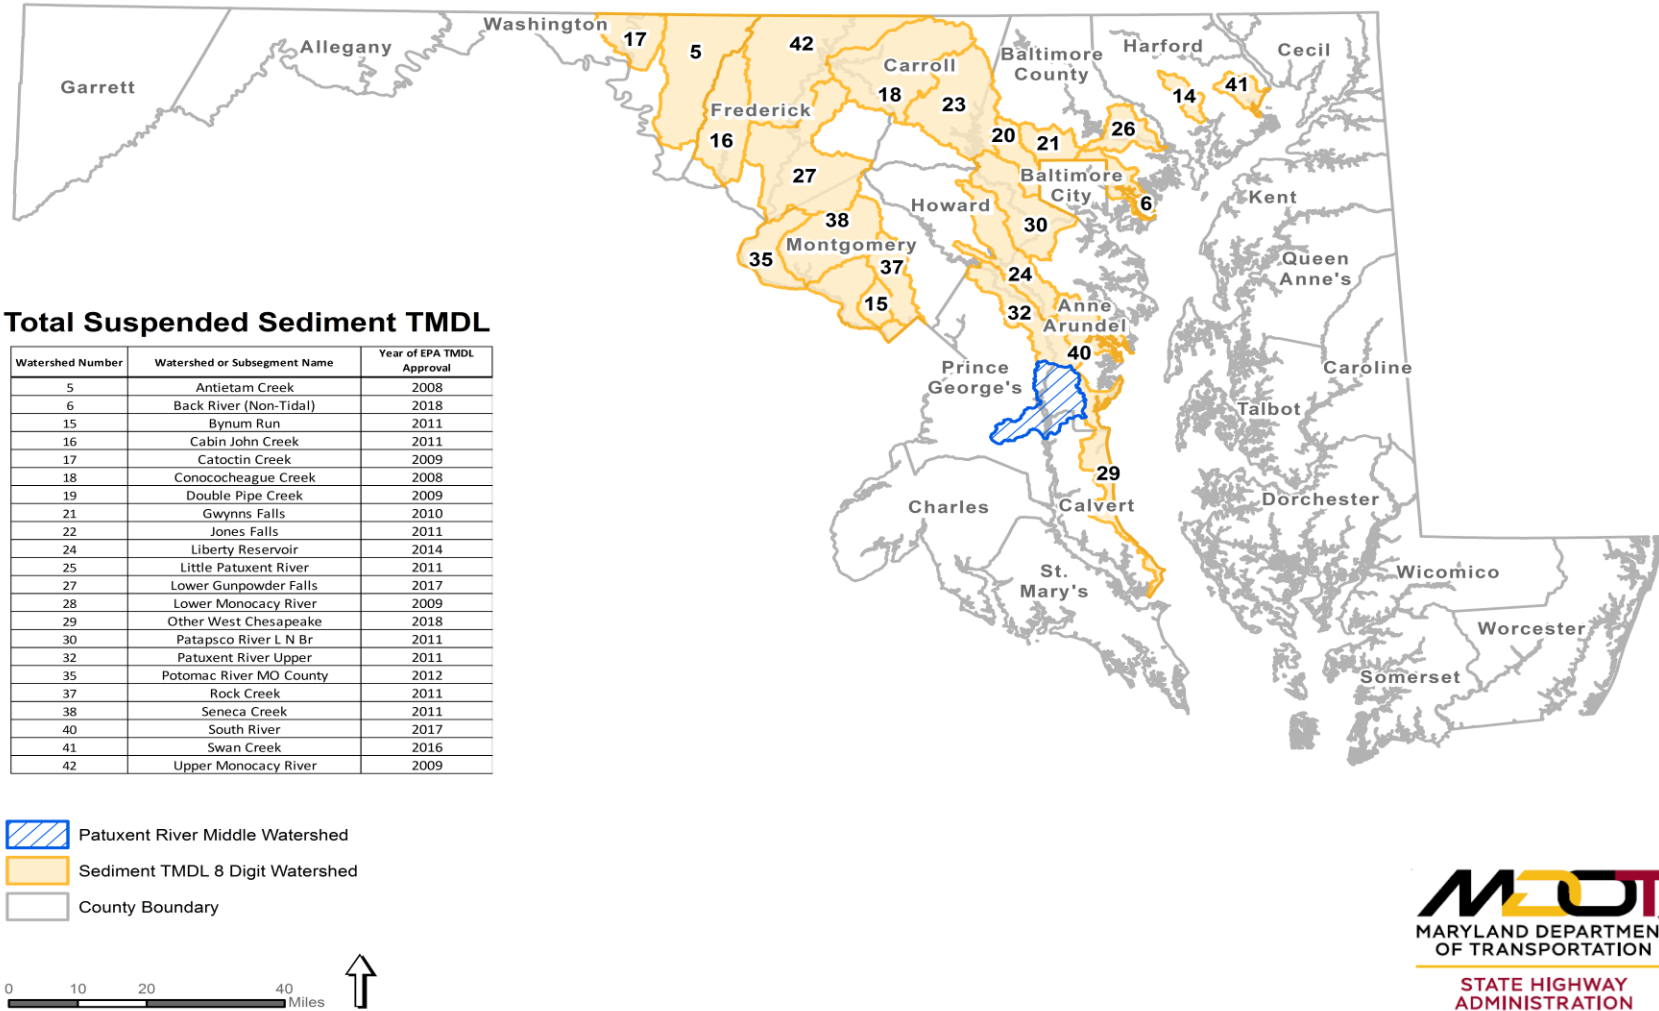 Washington
17
5
42
Allegany
Garrett
Carroll
18
23
Frederick
16
27
Baltimore
County
Harford
Cecil
14
41
26
20
21
Baltimore
City
6
Kent
Howard
30
38
Montgomery
35
37
15
24
32
Anne
Arundel
40
Queen
Anne's
Prince
George's
Caroline
Talbot
29
Calvert
Charles
Dorchester
St.
Mary's
Wicomico
Worcester
Somerset
Total Suspended Sediment TMDL
Watershed Number Watershed or Subsegment Name Year of EPA TMDL
Approval
5 Antietam Creek 2008
6 Back River (Non-Tidal) 2018
15 Bynum Run 2011
16 Cabin John Creek 2011
17 Catoctin Creek 2009
18 Conococheague Creek 2008
19 Double Pipe Creek 2009
21 Gwynns Falls 2010
22 Jones Falls 2011
24 Liberty Reservoir 2014
25 Little Patuxent River 2011
27 Lower Gunpowder Falls 2017
28 Lower Monocacy River 2009
29 Other West Chesapeake 2018
30 Patapsco River L N Br 2011
32 Patuxent River Upper 2011
35 Potomac River MO County 2012
37 Rock Creek 2011
38 Seneca Creek 2011
40 South River 2017
41 Swan Creek 2016
42 Upper Monocacy River 2009
Patuxent River Middle Watershed
Sediment TMDL 8 Digit Watershed
County Boundary
0 10 20 40
Miles
MDOT
MARYLAND DEPARTMEN
OF TRANSPORTATION
STATE HIGHWAY
ADMINISTRATION